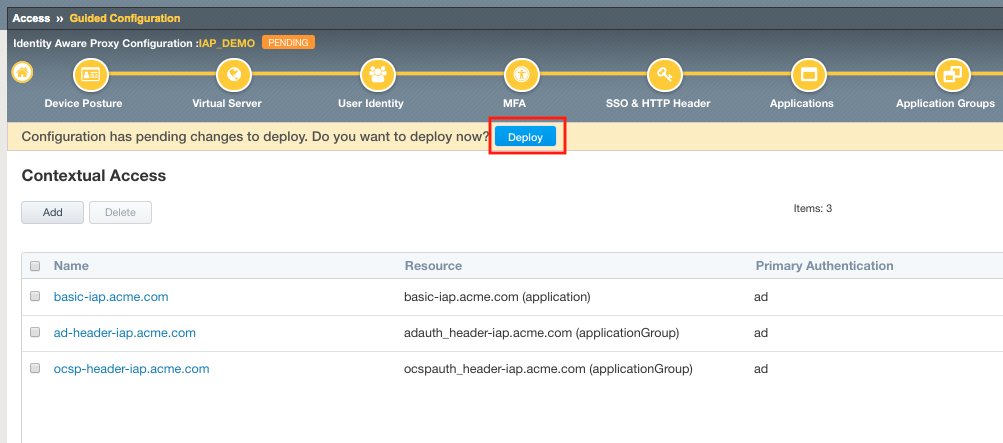 Access » Guided Configuration
Identity Aware Proxy Configuration :IAP_DEMO PENDING
Device Posture Virtual Server User Identity MFA SSO & HTTP Header Applications Application Groups
Configuration has pending changes to deploy. Do you want to deploy now? Deploy
Contextual Access
Add Delete Items: 3
Name Resource Primary Authentication
basic-iap.acme.com basic-iap.acme.com (application) ad
ad-header-iap.acme.com adauth_header-iap.acme.com (applicationGroup) ad
ocsp-header-iap.acme.com ocspauth_header-iap.acme.com (applicationGroup) ad